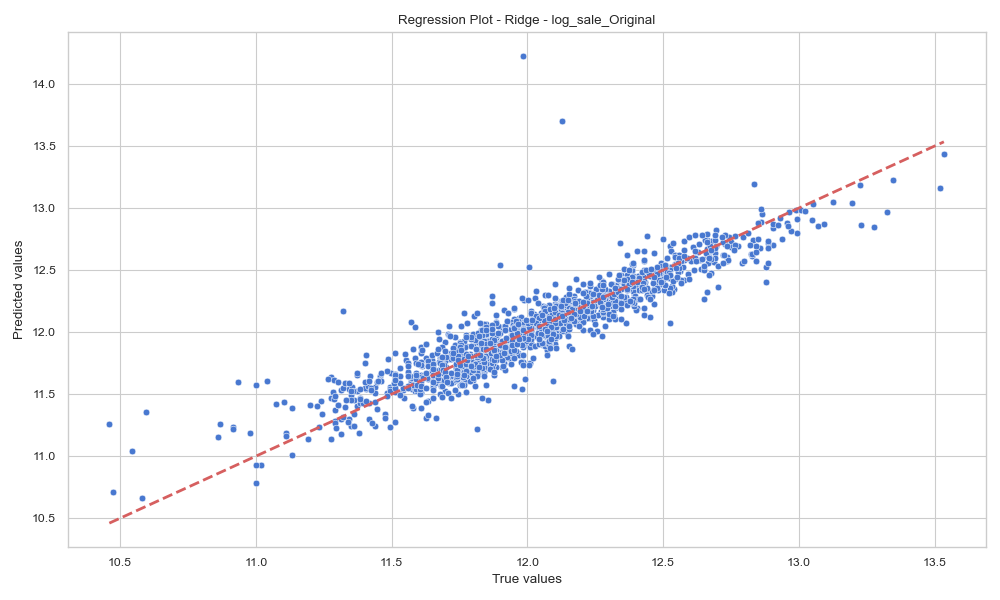 Regression Plot - Ridge - log_sale_Original
14.0
13.5
13.0
12.5
12.0
11.5
11.0
10.5
Predicted values
10.5 11.0 11.5 12.0 12.5 13.0 13.5
True values